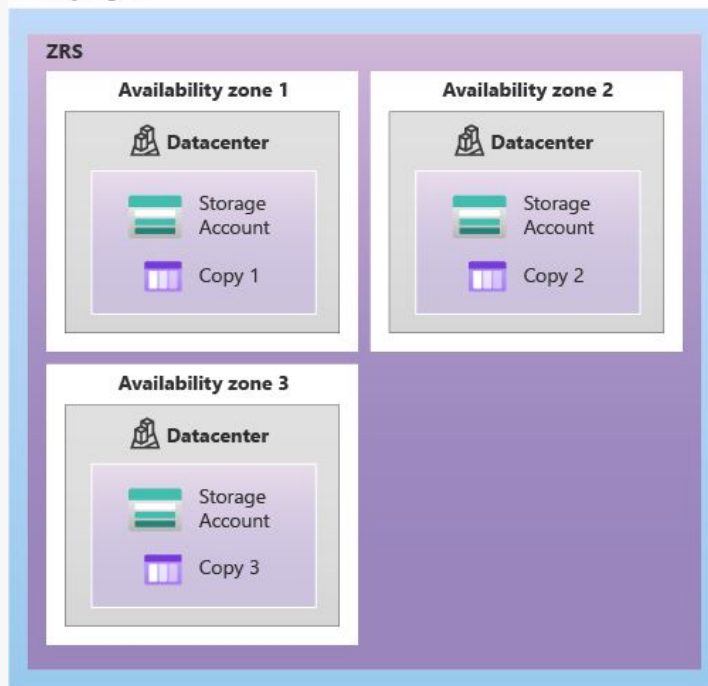 ZRS
Availability zone 1
Datacenter
Storage
Account
Copy 1
Availability zone 2
Datacenter
Storage
Account
Copy 2
Availability zone 3
Datacenter
Storage
Account
Copy 3